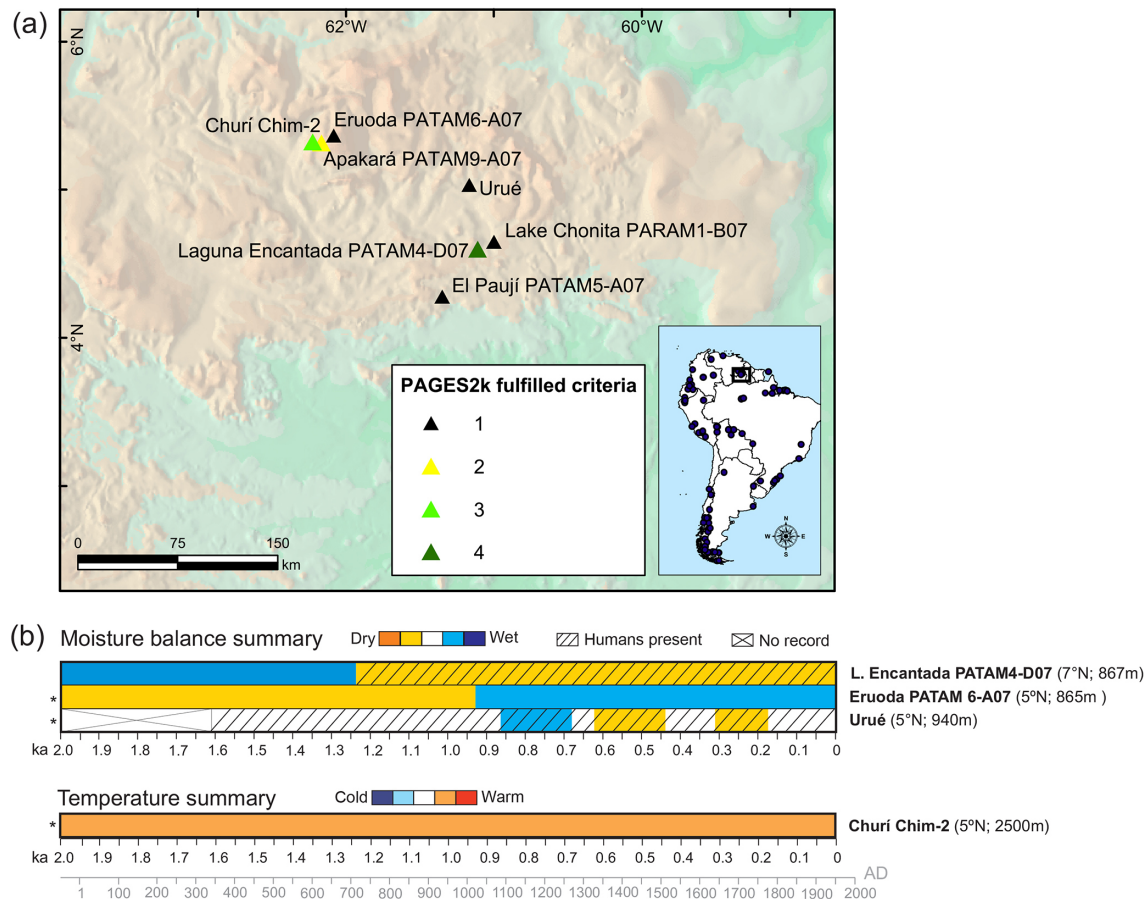 (a)
62°W
60°W
6°N
4°N
Churí Chim-2
Eruoda PATAM6-A07
Apakará PATAM9-A07
Urué
Lake Chonita PARAM1-B07
Laguna Encantada PATAM4-D07
El Paují PATAM5-A07
PAGES2k fulfilled criteria
1
2
3
4
0 75 150
km
N
W E
S
(b) Moisture balance summary Dry Wet Humans present No record
L. Encantada PATAM4-D07 (7°N; 867m)
* Eruoda PATAM 6-A07 (5ºN; 865m )
* Urué (5°N; 940m)
ka 2.0 1.9 1.8 1.7 1.6 1.5 1.4 1.3 1.2 1.1 1.0 0.9 0.8 0.7 0.6 0.5 0.4 0.3 0.2 0.1 0
Temperature summary Cold Warm
* Churí Chim-2 (5ºN; 2500m)
ka 2.0 1.9 1.8 1.7 1.6 1.5 1.4 1.3 1.2 1.1 1.0 0.9 0.8 0.7 0.6 0.5 0.4 0.3 0.2 0.1 0
AD
1 100 200 300 400 500 600 700 800 900 1000 1100 1200 1300 1400 1500 1600 1700 1800 1900 2000